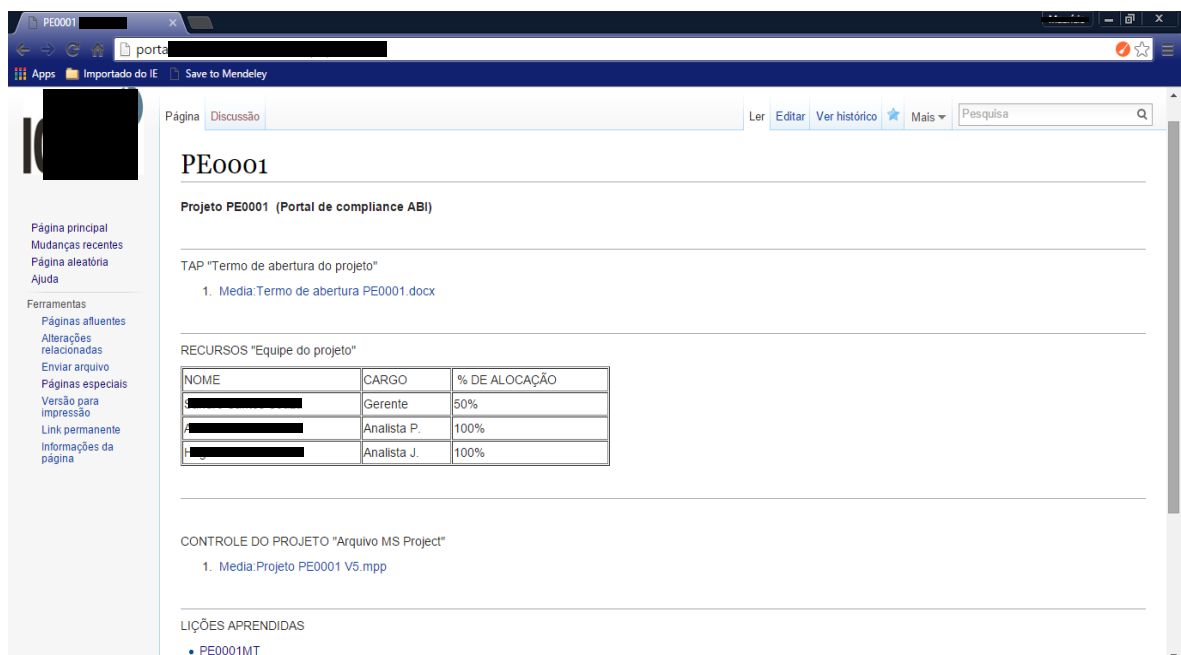 PE0001
porta
Apps Importado do IE Save to Mendeley
Página Discussão Ler Editar Ver histórico Mais Pesquisa
PE0001
Projeto PE0001 (Portal de compliance ABI)
Página principal
Mudanças recentes
Página aleatória
Ajuda
Ferramentas
Páginas afluentes
Alterações
relacionadas
Enviar arquivo
Páginas especiais
Versão para
impressão
Link permanente
Informações da
página
TAP "Termo de abertura do projeto"
1. Media:Termo de abertura PE0001.docx
RECURSOS "Equipe do projeto"
NOME CARGO % DE ALOCAÇÃO
Gerente 50%
Analista P. 100%
Analista J. 100%
CONTROLE DO PROJETO "Arquivo MS Project"
1. Media:Projeto PE0001 V5.mpp
LIÇÕES APRENDIDAS
• PE0001MT